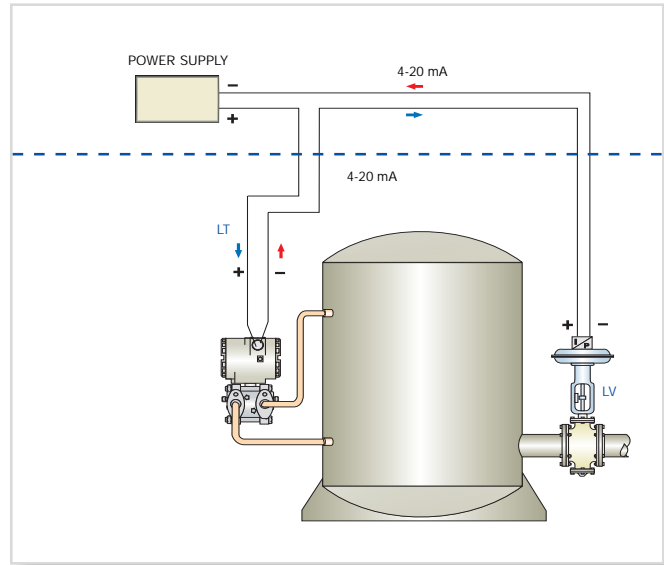 POWER SUPPLY
−
4-20 mA
+
4-20 mA
LT
+ −
+ −
I
P
LV